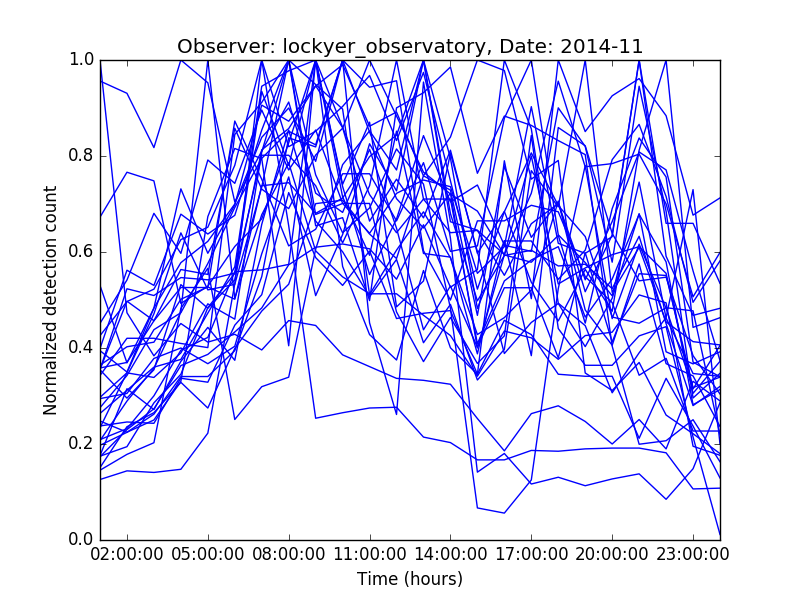 Observer: lockyer_observatory, Date: 2014-11
1.0
0.8
0.6
0.4
0.2
0.0
Normalized detection count
02:00:00 05:00:00 08:00:00 11:00:00 14:00:00 17:00:00 20:00:00 23:00:00
Time (hours)